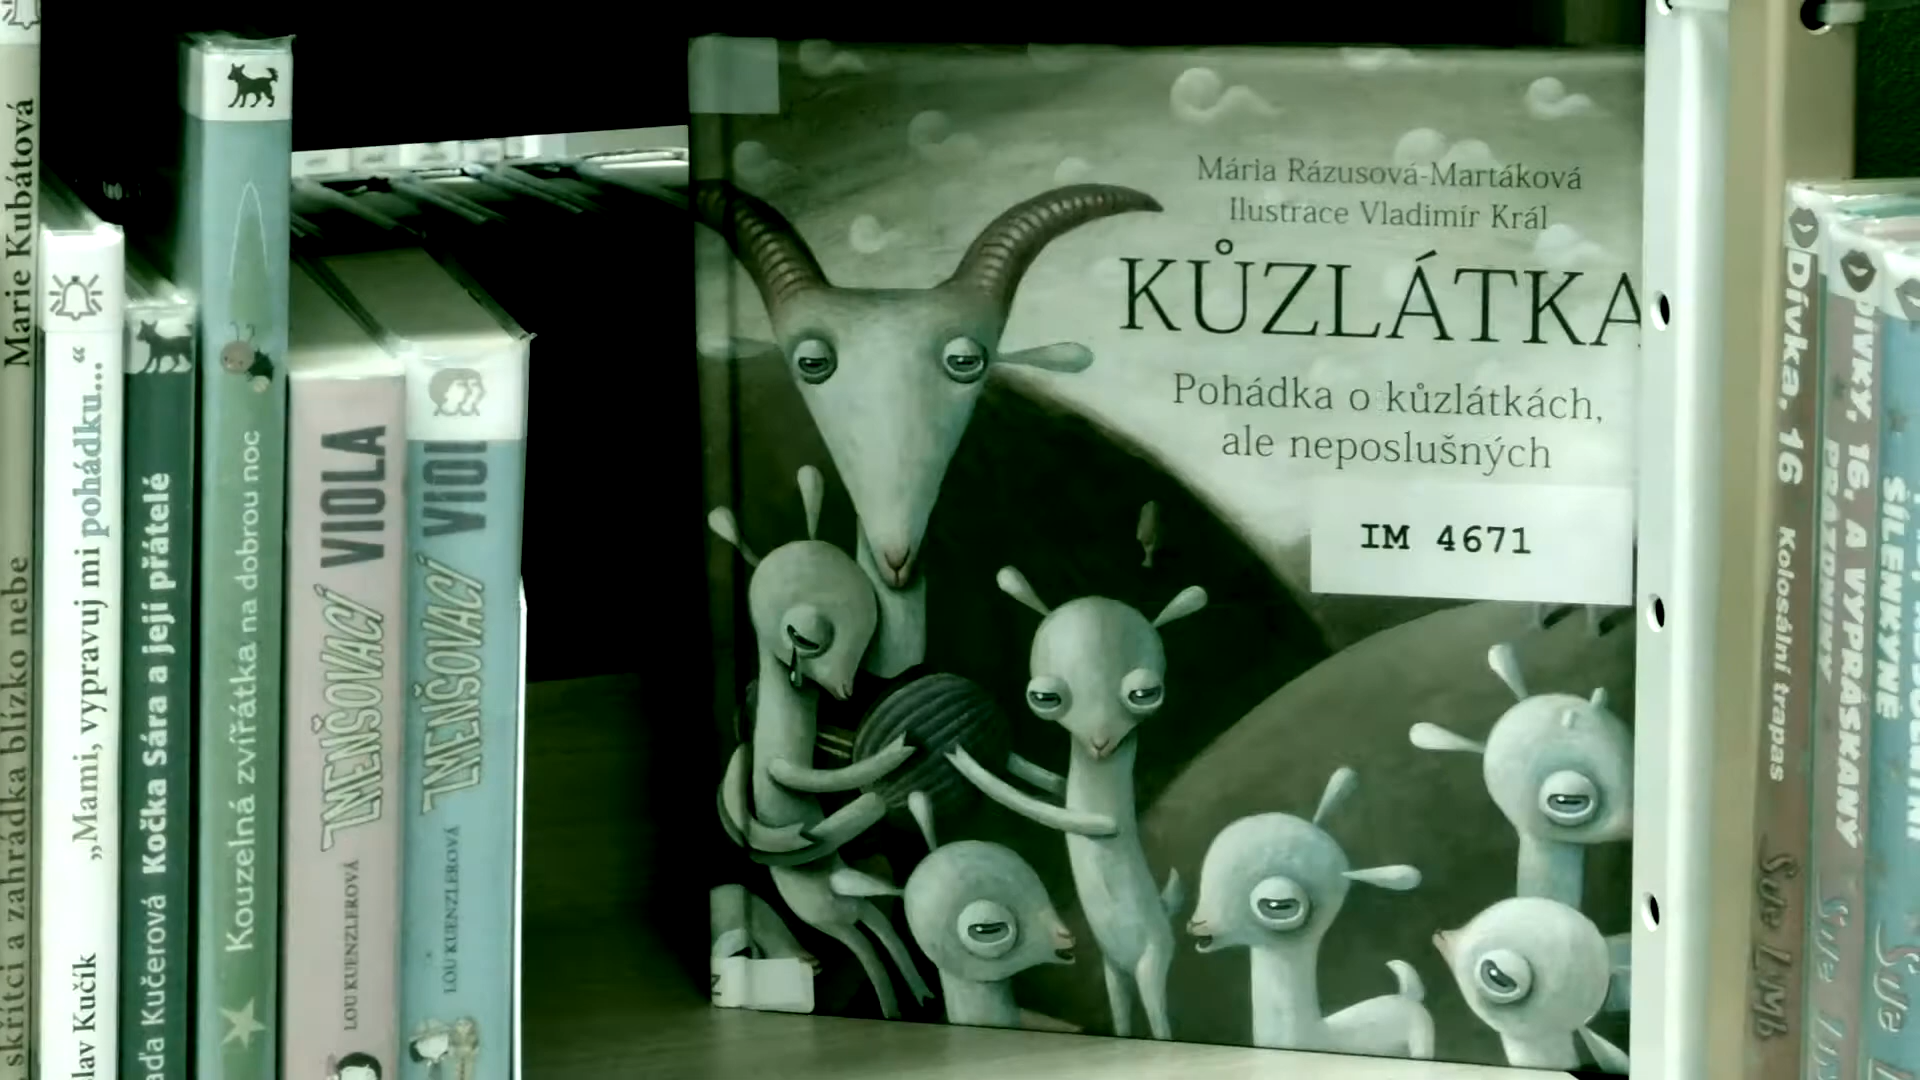 Marie Kubátová
skřítci a zahrádka blízko nebe
„Mami, vypravuj mi pohádku...“
slav Kučík
Kočka Sára a její přátelé
aďa Kučerová
Kouzelná zvířátka na dobrou noc
VIOLA
ZMENŠOVACÍ
LOU KUENZLEROVÁ
VIOL
ZMENŠOVACÍ
LOU KUENZLEROVÁ
Mária Rázusová-Martáková
Ilustrace Vladimír Král
KŮZLÁTKA
Pohádka o kůzlátkách,
ale neposlušných
IM 4671
Dívka, 16 Kolosální trapas
DÍVKY, 16, A VYPRÁSKANÝ
PRÁZDNINY
ŠÍLENKYNĚ